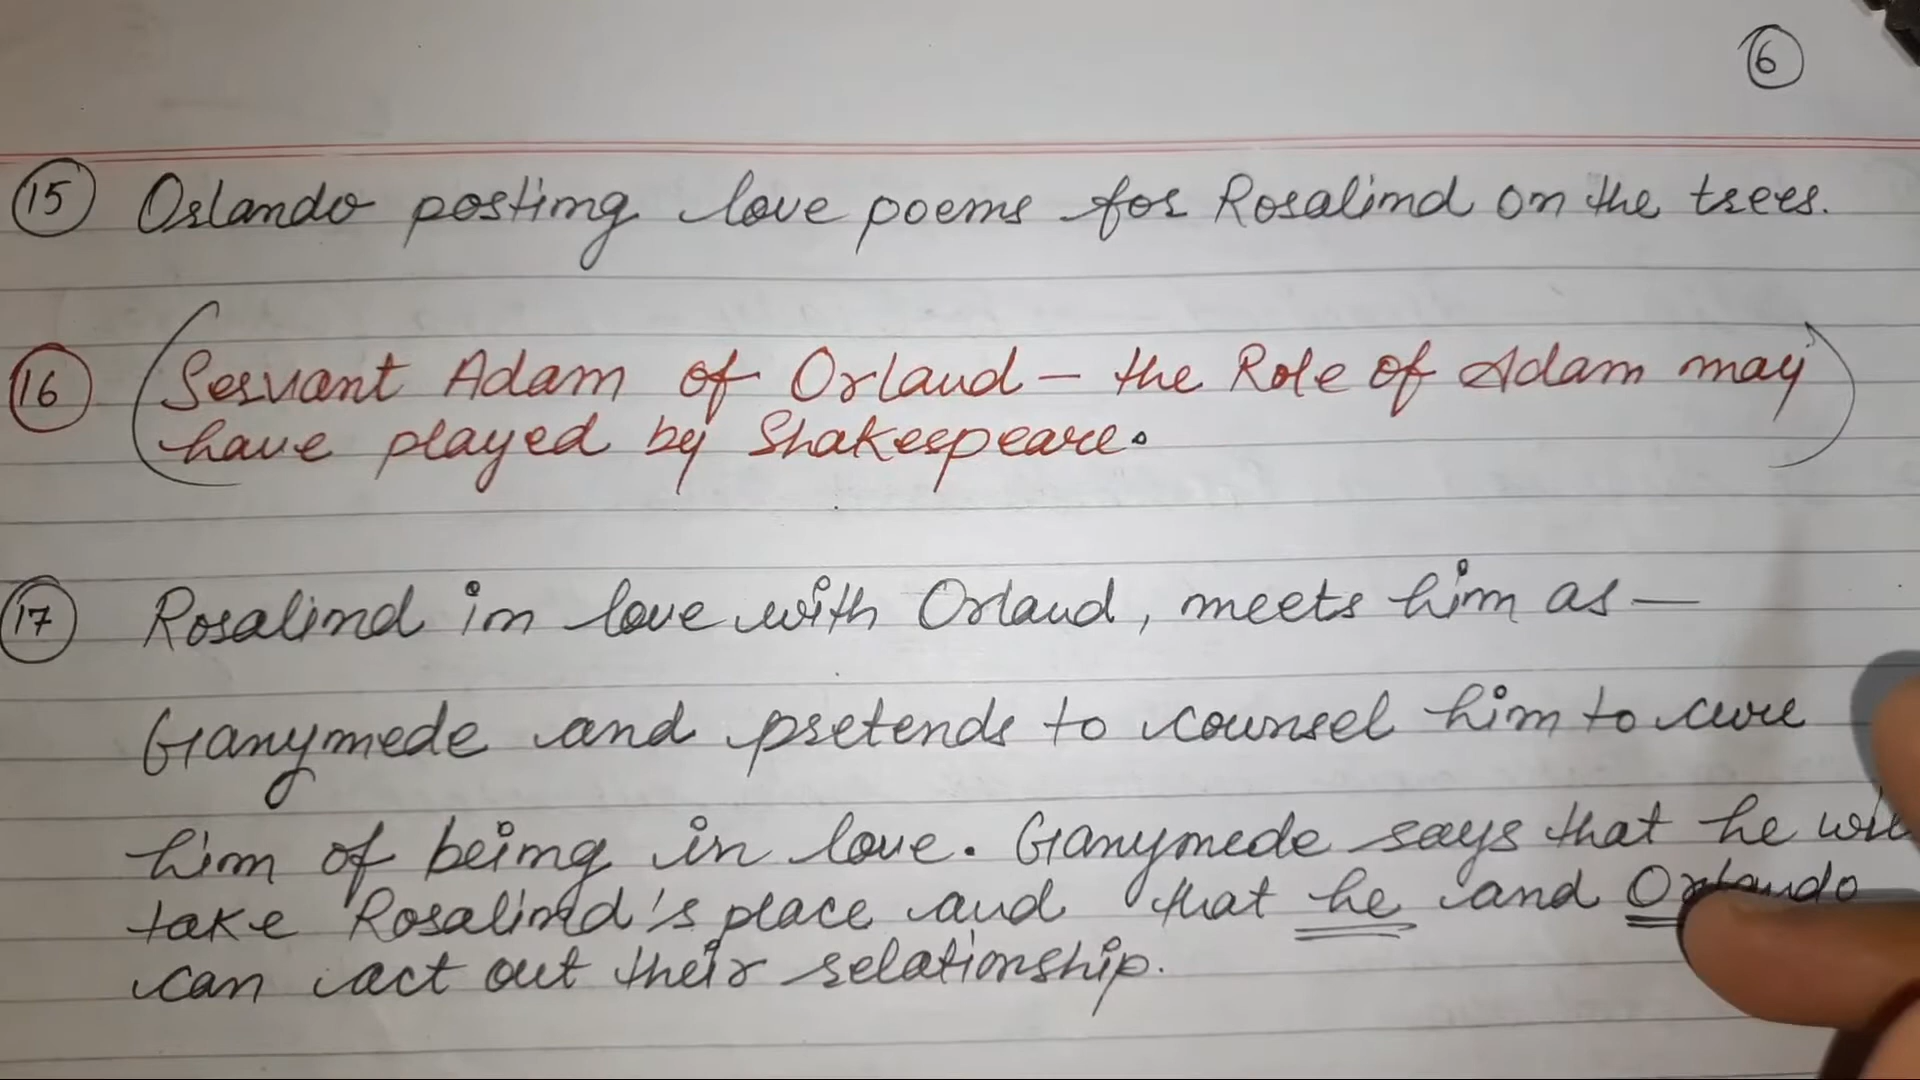 6
15 Orlando posting love poems for Rosalind on the trees.
16 (Servant Adam of Orlaud - the Role of Adam may
have played by Shakespeare.)
17 Rosalind in love with Orlaud, meets him as —
Ganymede and pretends to counsel him to cure
him of being in love. Ganymede says that he
take Rosalind's place and that he and Orlando
can act out their relationship.